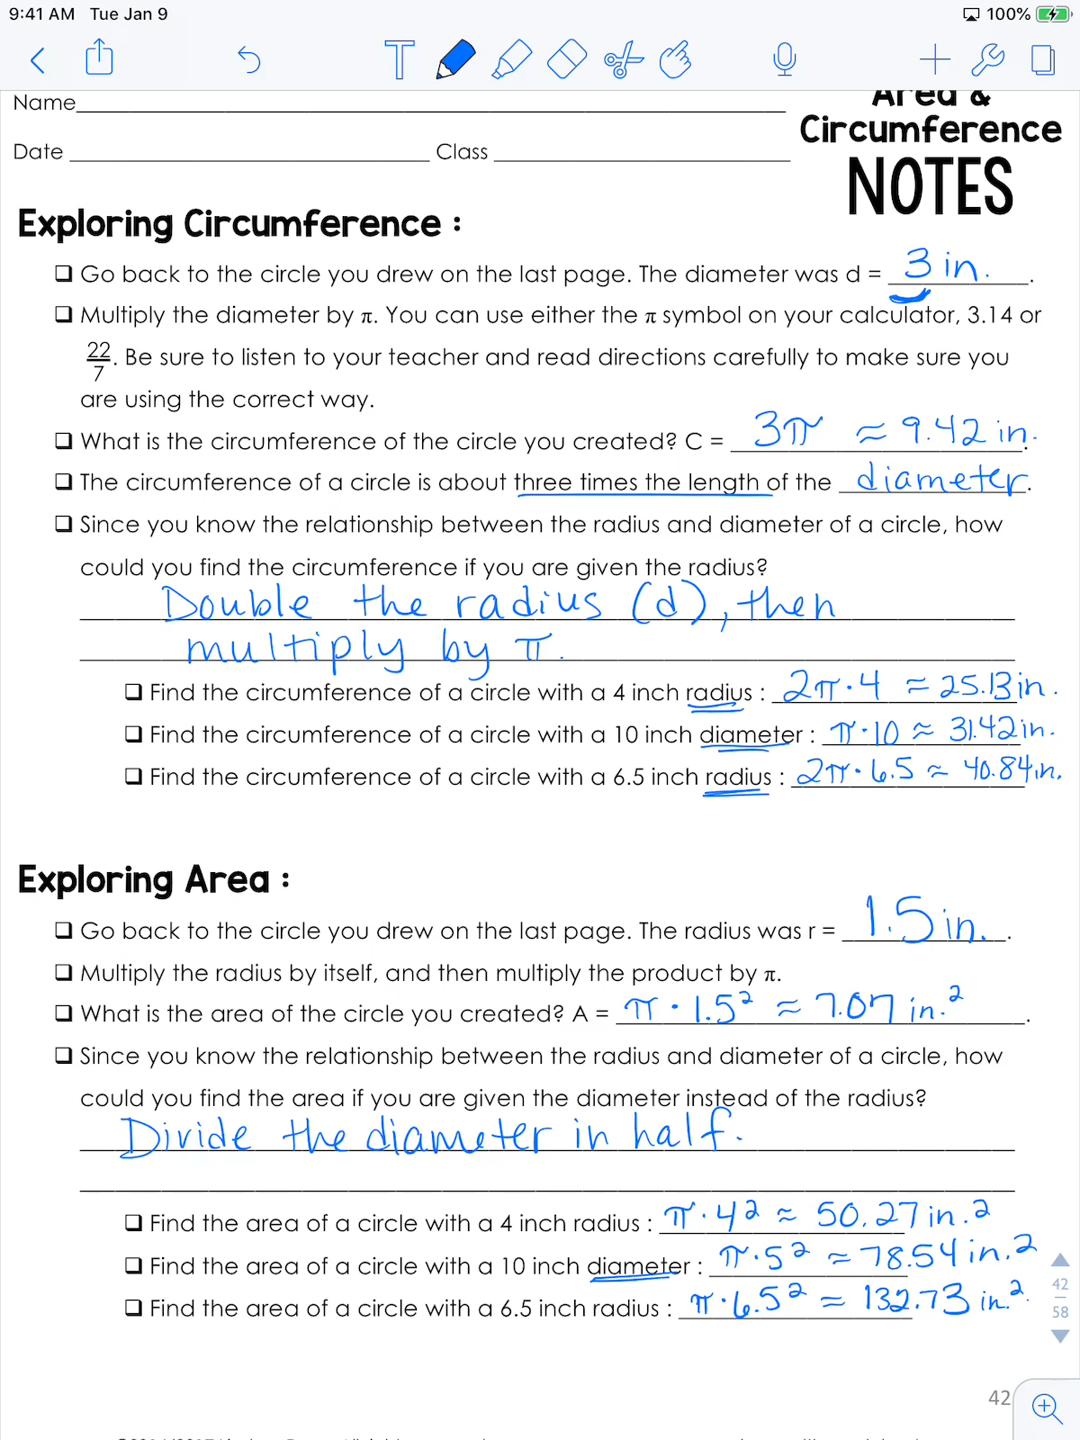 9:41 AM Tue Jan 9 100%
T
Area &
Name
Circumference
Date Class
NOTES
Exploring Circumference :
Go back to the circle you drew on the last page. The diameter was d = 3 in.
Multiply the diameter by π. You can use either the π symbol on your calculator, 3.14 or
22/7. Be sure to listen to your teacher and read directions carefully to make sure you
are using the correct way.
What is the circumference of the circle you created? C = 3π ≈ 9.42 in.
The circumference of a circle is about three times the length of the diameter.
Since you know the relationship between the radius and diameter of a circle, how
could you find the circumference if you are given the radius?
Double the radius (d), then
multiply by π.
Find the circumference of a circle with a 4 inch radius : 2π·4 ≈ 25.13 in.
Find the circumference of a circle with a 10 inch diameter : π·10 ≈ 31.42 in.
Find the circumference of a circle with a 6.5 inch radius : 2π·6.5 ≈ 40.84 in.
Exploring Area :
Go back to the circle you drew on the last page. The radius was r = 1.5 in.
Multiply the radius by itself, and then multiply the product by π.
What is the area of the circle you created? A = π·1.5² ≈ 7.07 in.²
Since you know the relationship between the radius and diameter of a circle, how
could you find the area if you are given the diameter instead of the radius?
Divide the diameter in half.
Find the area of a circle with a 4 inch radius : π·4² ≈ 50.27 in.²
Find the area of a circle with a 10 inch diameter : π·5² ≈ 78.54 in.²
Find the area of a circle with a 6.5 inch radius : π·6.5² ≈ 132.73 in.²
42
58
42